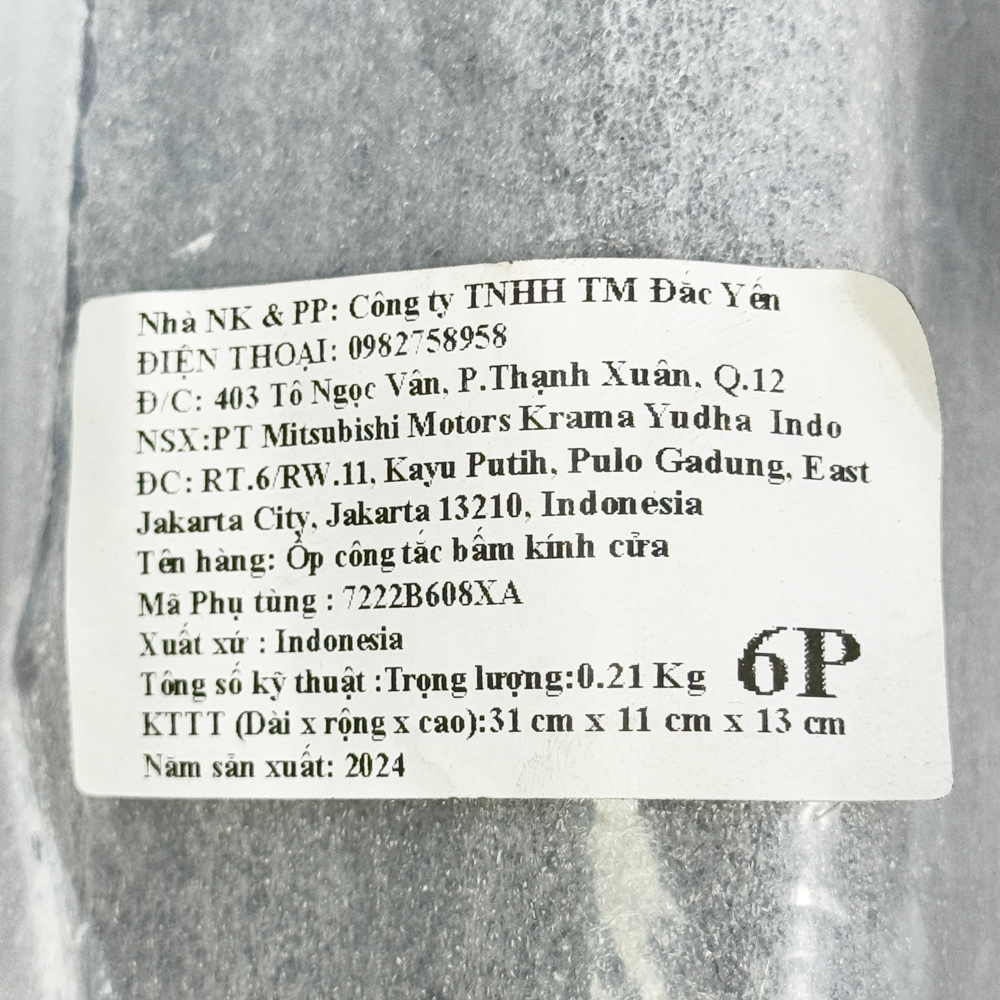 Nhà NK & PP: Công ty TNHH TM Đắc Yến
ĐIỆN THOẠI: 0982758958
Đ/C: 403 Tô Ngọc Vân, P.Thạnh Xuân, Q.12
NSX:PT Mitsubishi Motors Krama Yudha Indo
ĐC: RT.6/RW.11, Kayu Putih, Pulo Gadung, East
Jakarta City, Jakarta 13210, Indonesia
Tên hàng: Ốp công tắc bấm kính cửa
Mã Phụ tùng : 7222B608XA
Xuất xứ : Indonesia
Tông số kỹ thuật :Trọng lượng:0.21 Kg
6P
KTTT (Dài x rộng x cao):31 cm x 11 cm x 13 cm
Năm sản xuất: 2024